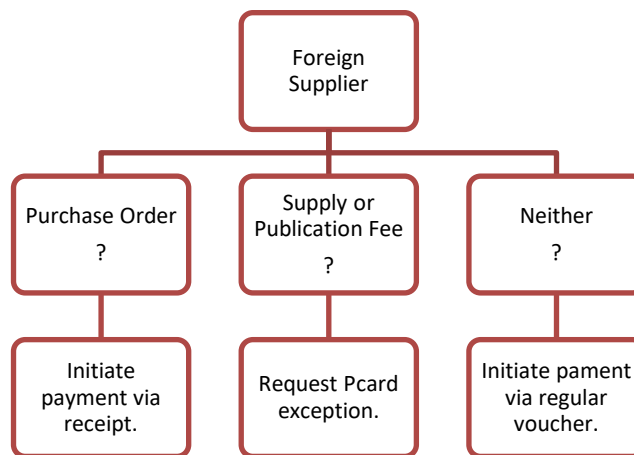 Foreign
Supplier
Purchase Order
?
Supply or
Publication Fee
?
Neither
?
Initiate
payment via
receipt.
Request Pcard
exception.
Initiate pament
via regular
voucher.